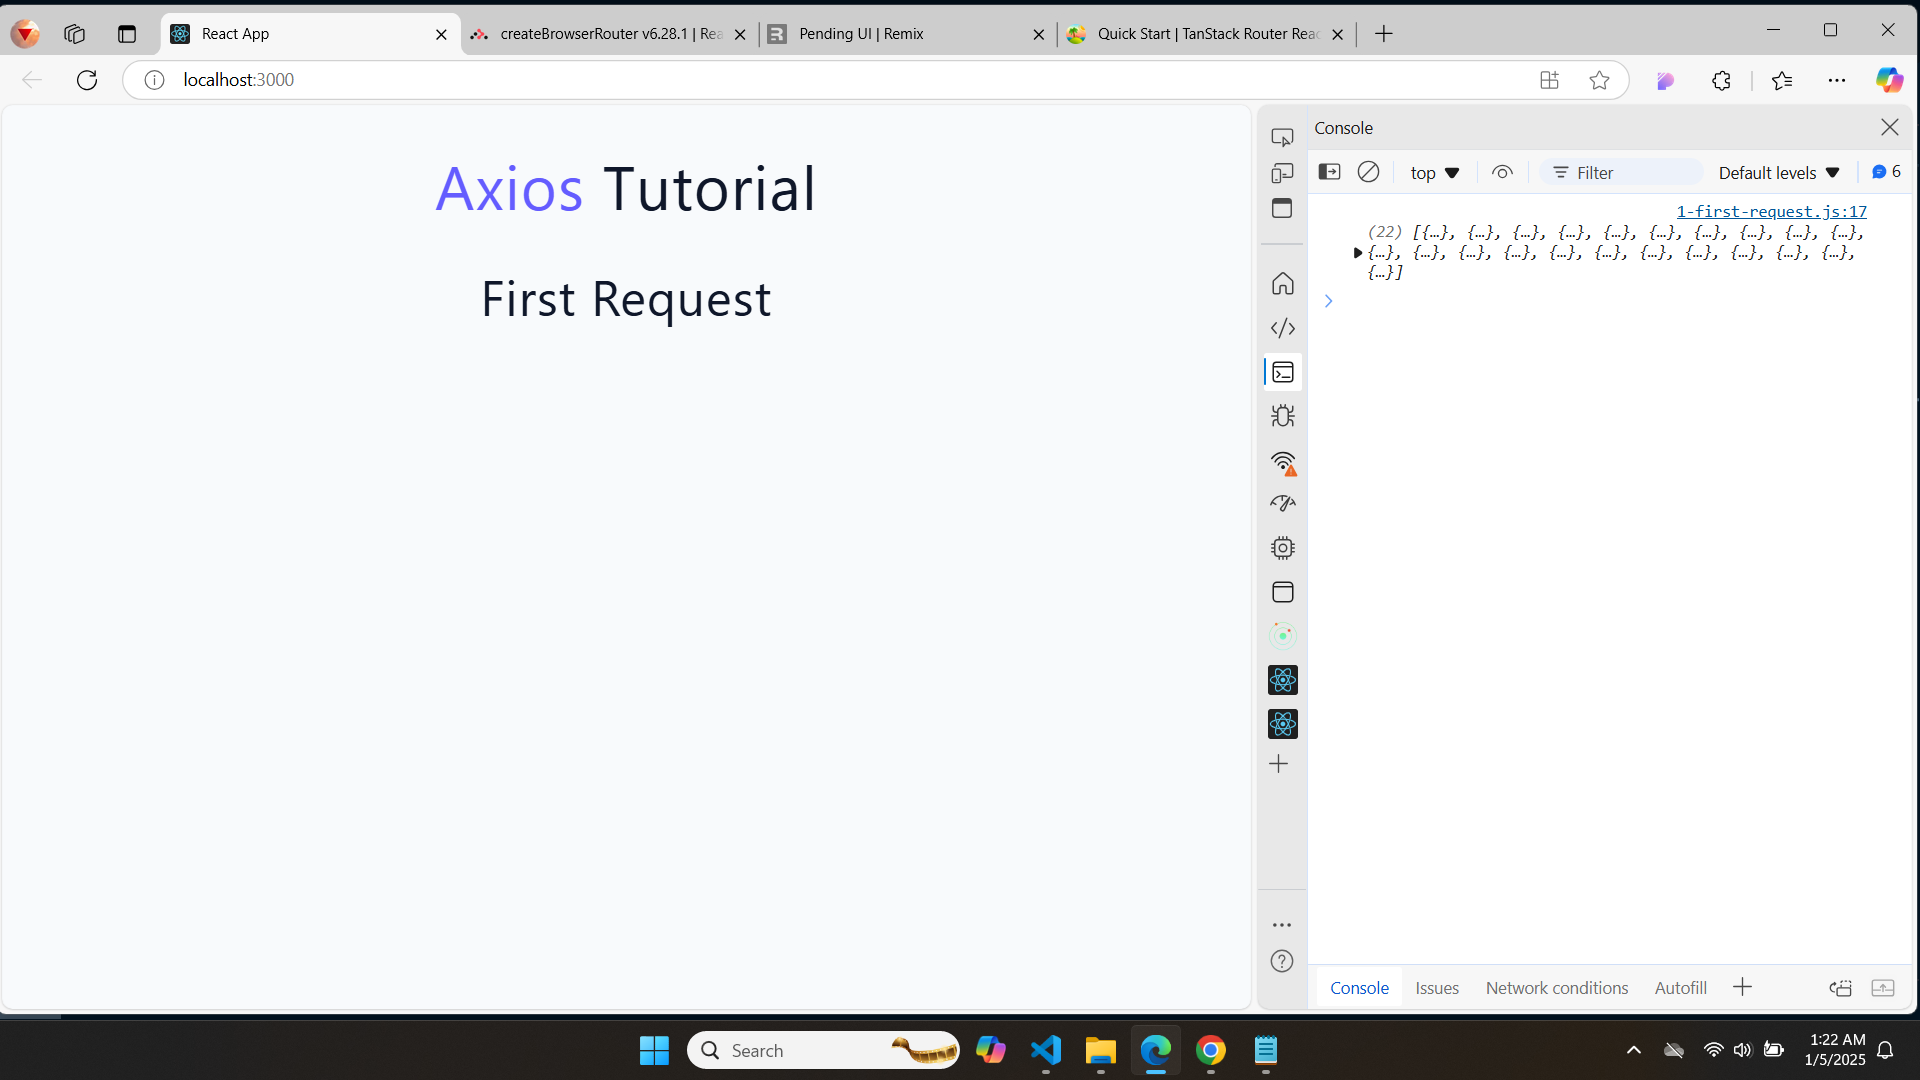 React App
createBrowserRouter v6.28.1 | Rea
Pending UI | Remix
Quick Start | TanStack Router Reac
localhost:3000
Axios Tutorial
First Request
Console
top
Filter
Default levels
6
1-first-request.js:17
(22) [{…}, {…}, {…}, {…}, {…}, {…}, {…}, {…}, {…}, {…},
{…}, {…}, {…}, {…}, {…}, {…}, {…}, {…}, {…}, {…}, {…},
{…}]
Console
Issues
Network conditions
Autofill
Search
1:22 AM
1/5/2025